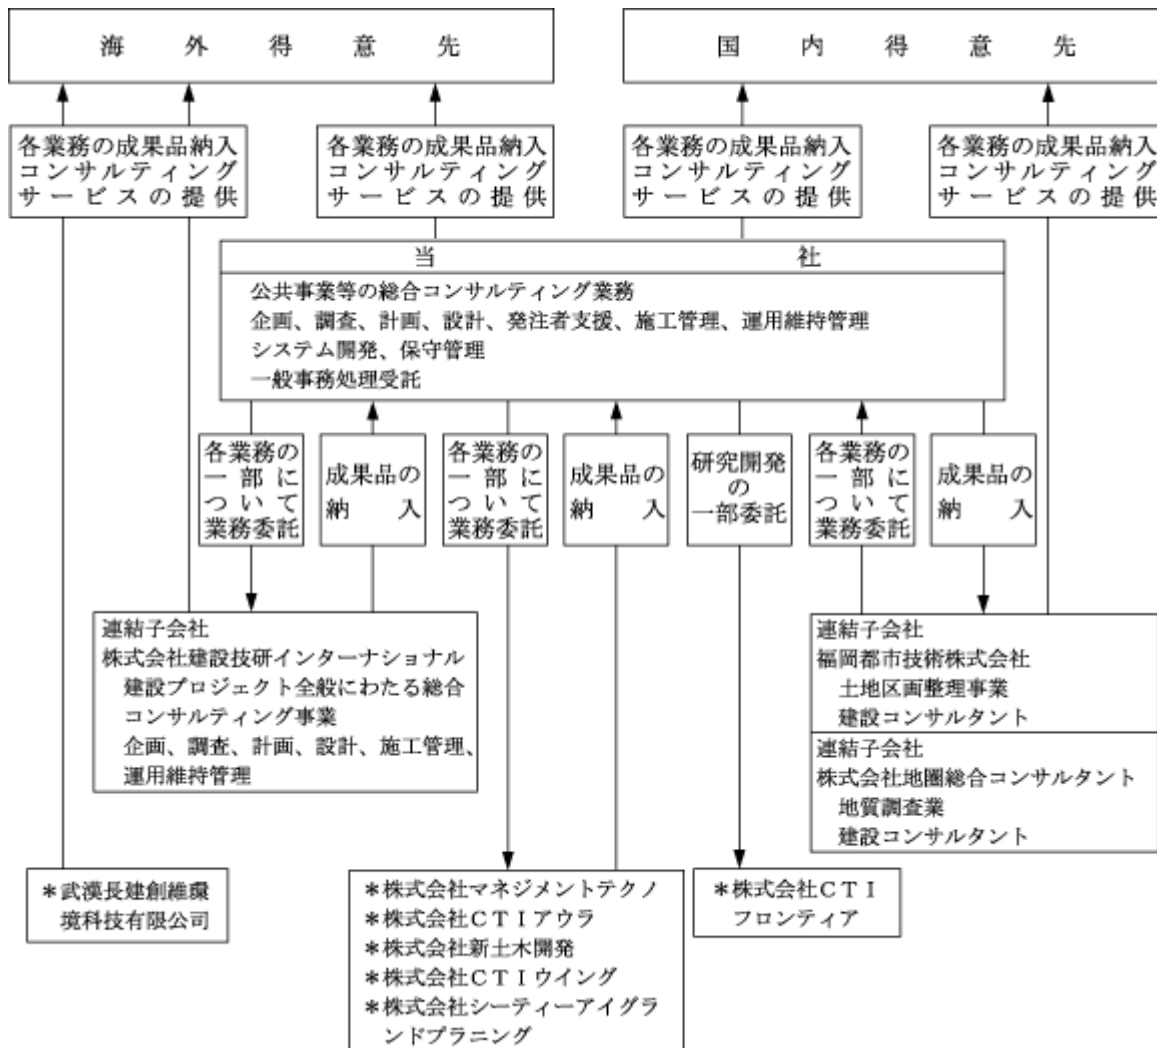 海外得意先
国内得意先
各業務の成果品納入
コンサルティング
サービスの提供
各業務の成果品納入
コンサルティング
サービスの提供
各業務の成果品納入
コンサルティング
サービスの提供
各業務の成果品納入
コンサルティング
サービスの提供
当社
公共事業等の総合コンサルティング業務
企画、調査、計画、設計、発注者支援、施工管理、運用維持管理
システム開発、保守管理
一般事務処理受託
各業務の
一部に
ついて
業務委託
成果品の
納入
各業務の
一部に
ついて
業務委託
成果品の
納入
研究開発
の
一部委託
各業務の
一部に
ついて
業務委託
成果品の
納入
連結子会社
株式会社建設技研インターナショナル
建設プロジェクト全般にわたる総合
コンサルティング事業
企画、調査、計画、設計、施工管理、
運用維持管理
連結子会社
福岡都市技術株式会社
土地区画整理事業
建設コンサルタント
連結子会社
株式会社地圏総合コンサルタント
地質調査業
建設コンサルタント
＊武漢長建創維環
境科技有限公司
＊株式会社マネジメントテクノ
＊株式会社ＣＴＩアウラ
＊株式会社新土木開発
＊株式会社ＣＴＩウイング
＊株式会社シーティーアイグラ
ンドプラニング
＊株式会社ＣＴＩ
フロンティア